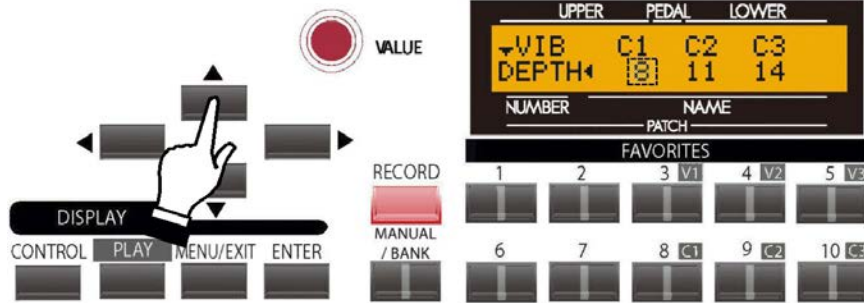 VALUE
UPPER PEDAL LOWER
VIB C1 C2 C3
DEPTH 8 11 14
NUMBER NAME
PATCH
FAVORITES
RECORD
1 2 3 V1 4 V2 5 V3
DISPLAY
MANUAL
/ BANK
CONTROL PLAY MENU/EXIT ENTER
6 7 8 C1 9 C2 10 C3